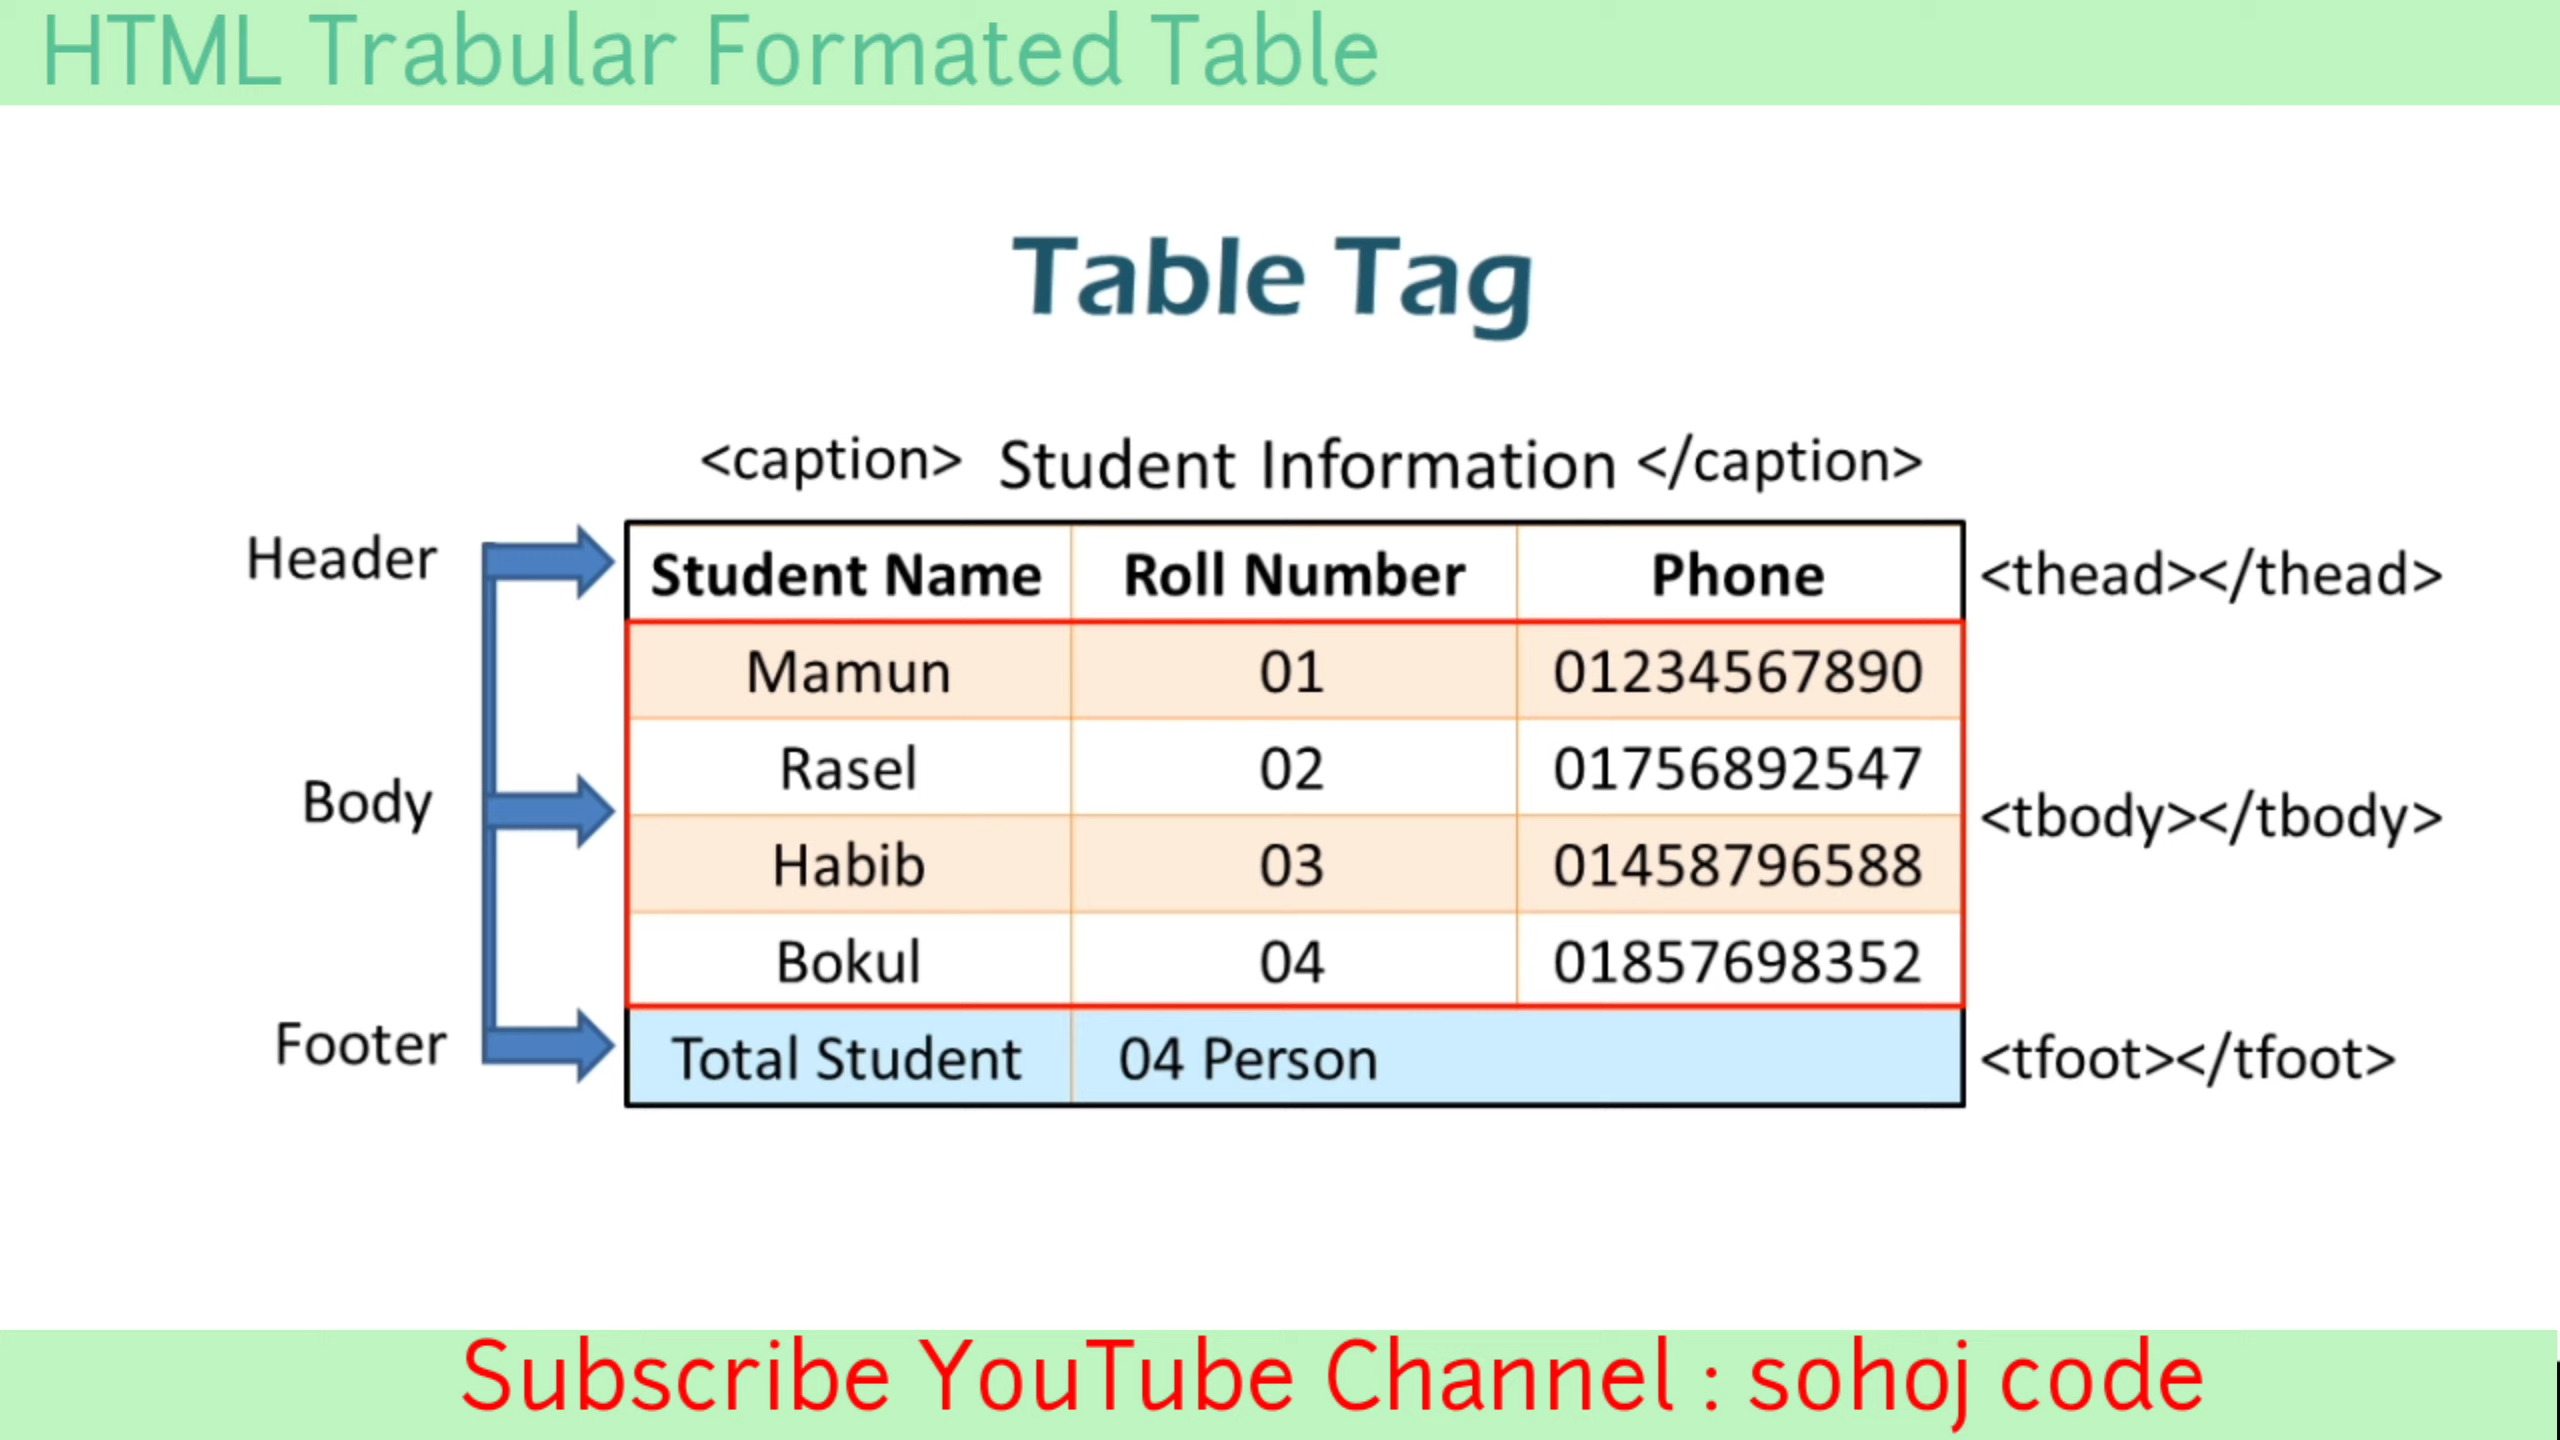 HTML Trabular Formated Table
Table Tag
<caption> Student Information </caption>
Header Student Name Roll Number Phone <thead></thead>
Mamun 01 01234567890
Rasel 02 01756892547
Body <tbody></tbody>
Habib 03 01458796588
Bokul 04 01857698352
Footer Total Student 04 Person <tfoot></tfoot>
Subscribe YouTube Channel : sohoj code